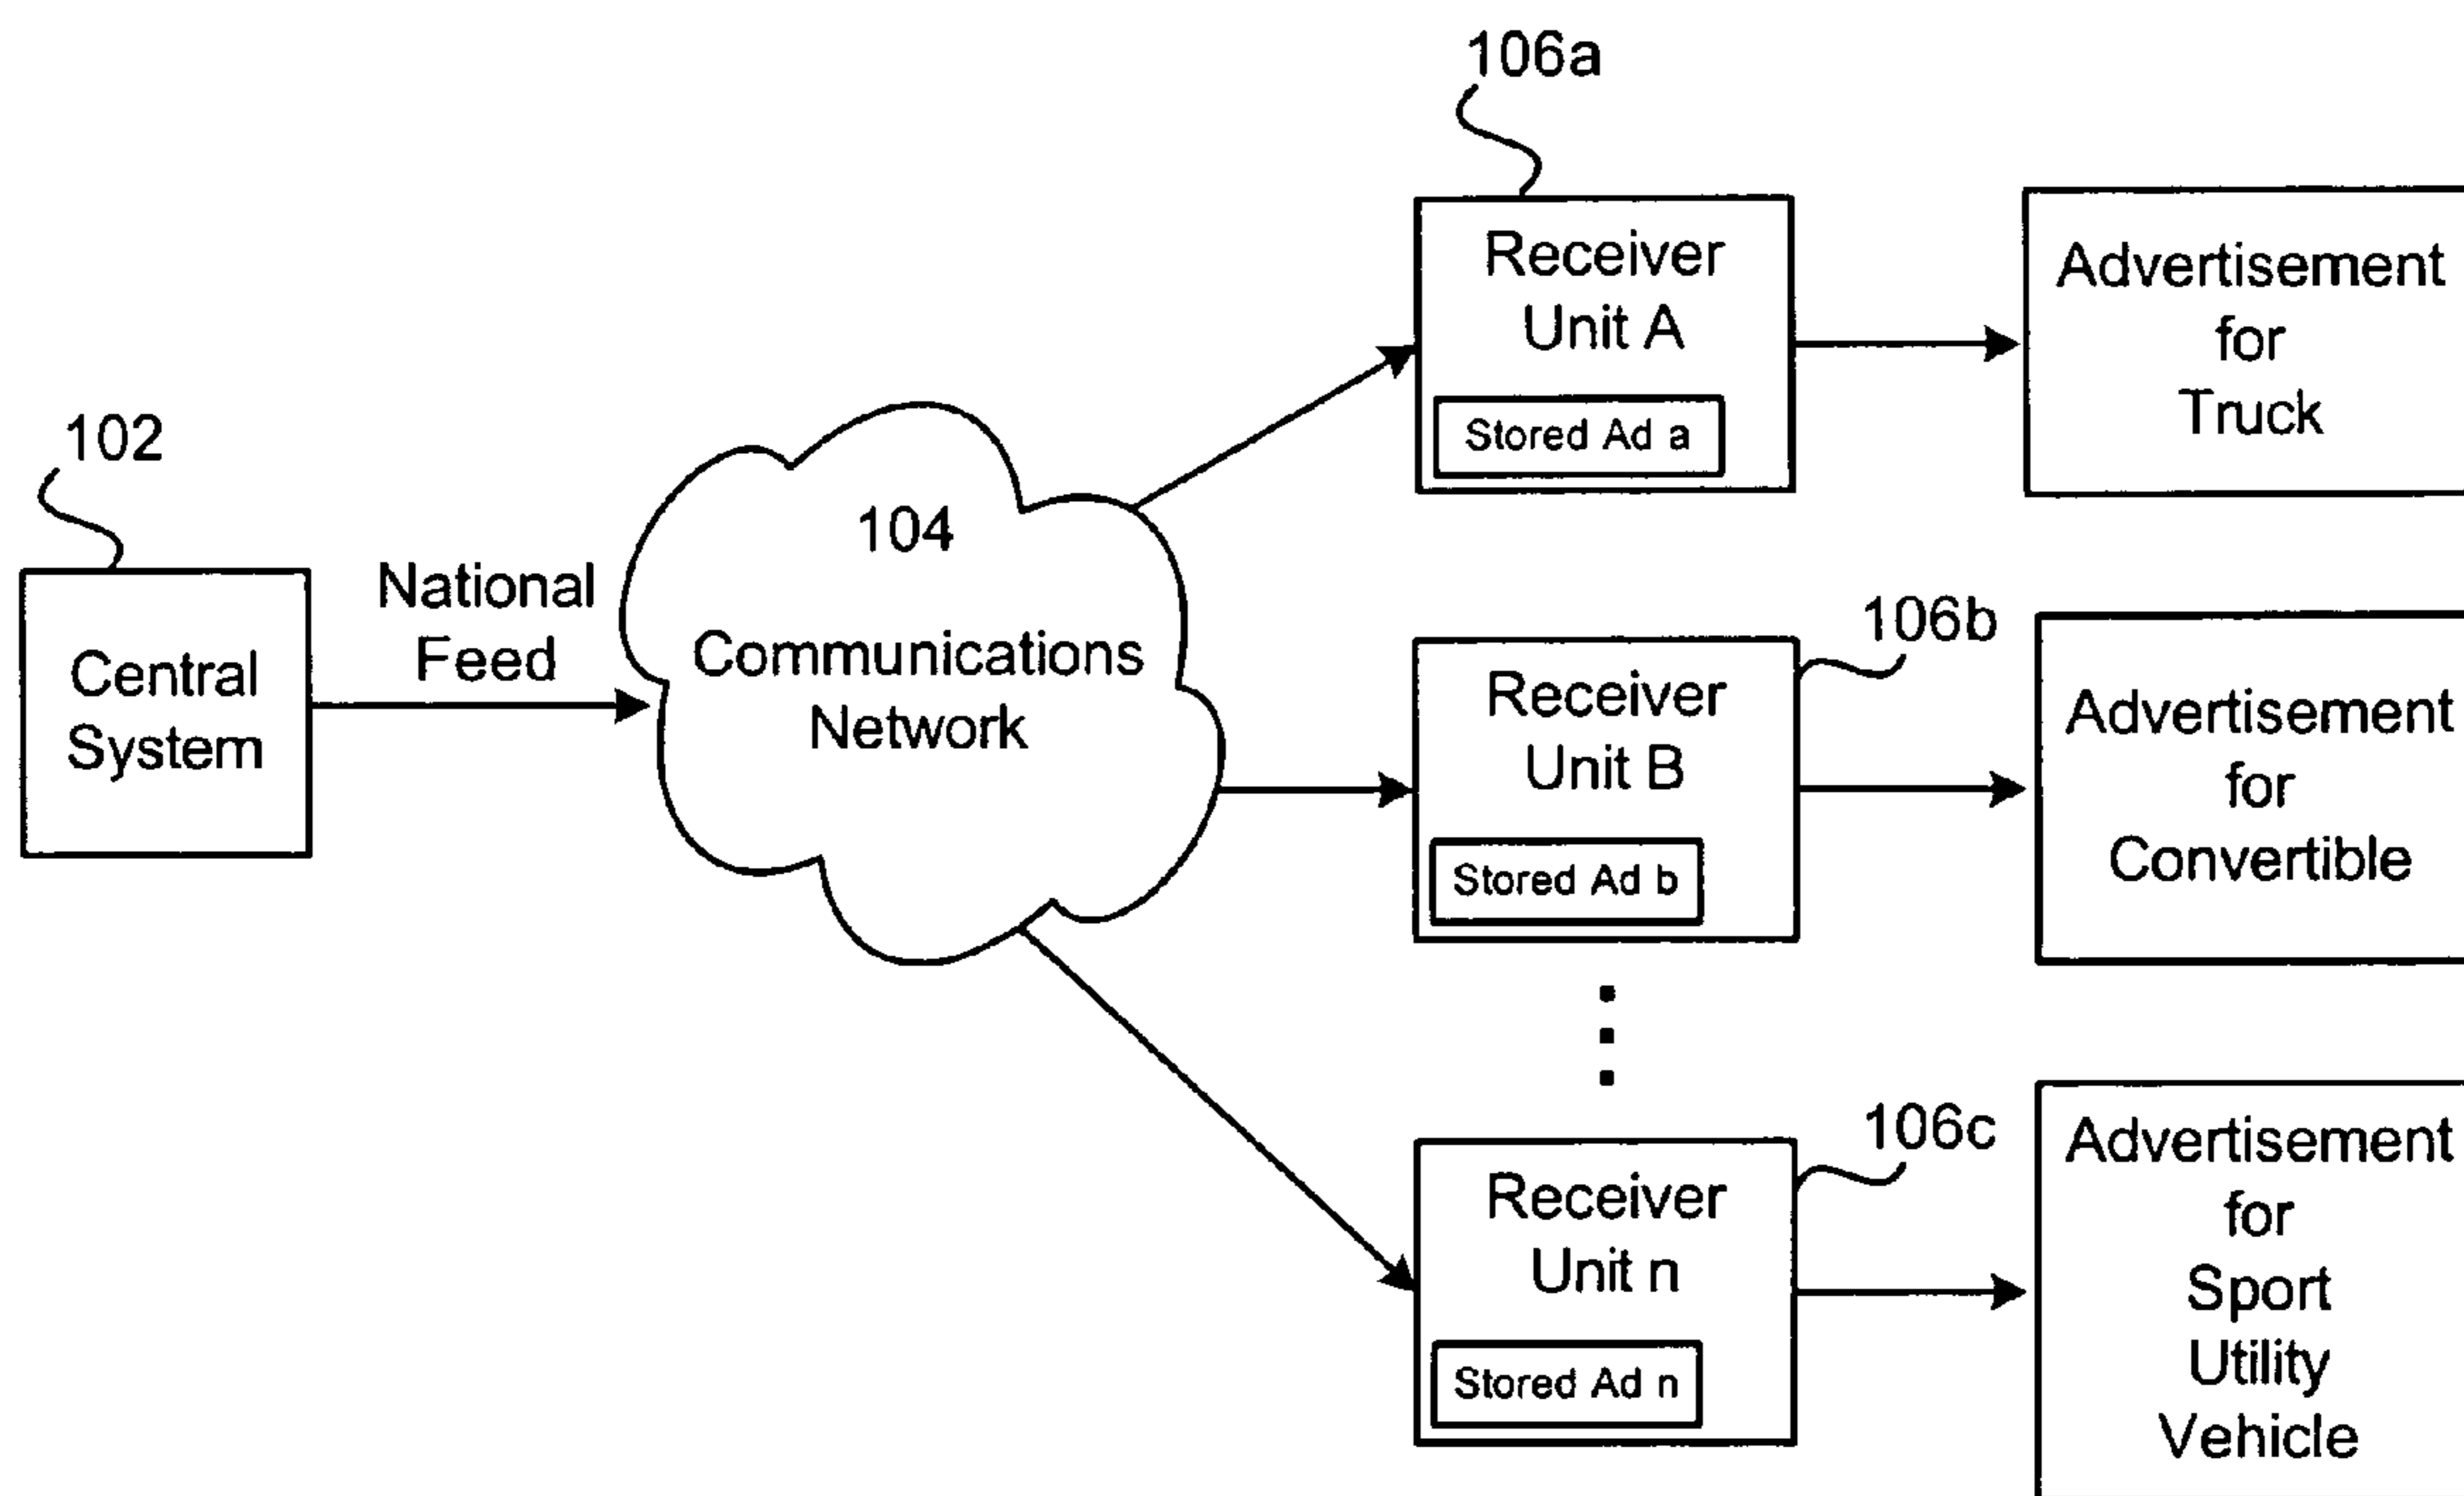 102
Central
System
National
Feed
104
Communications
Network
106a
Receiver
Unit A
Stored Ad a
Advertisement
for
Truck
106b
Receiver
Unit B
Stored Ad b
Advertisement
for
Convertible
106c
Receiver
Unit n
Stored Ad n
Advertisement
for
Sport
Utility
Vehicle